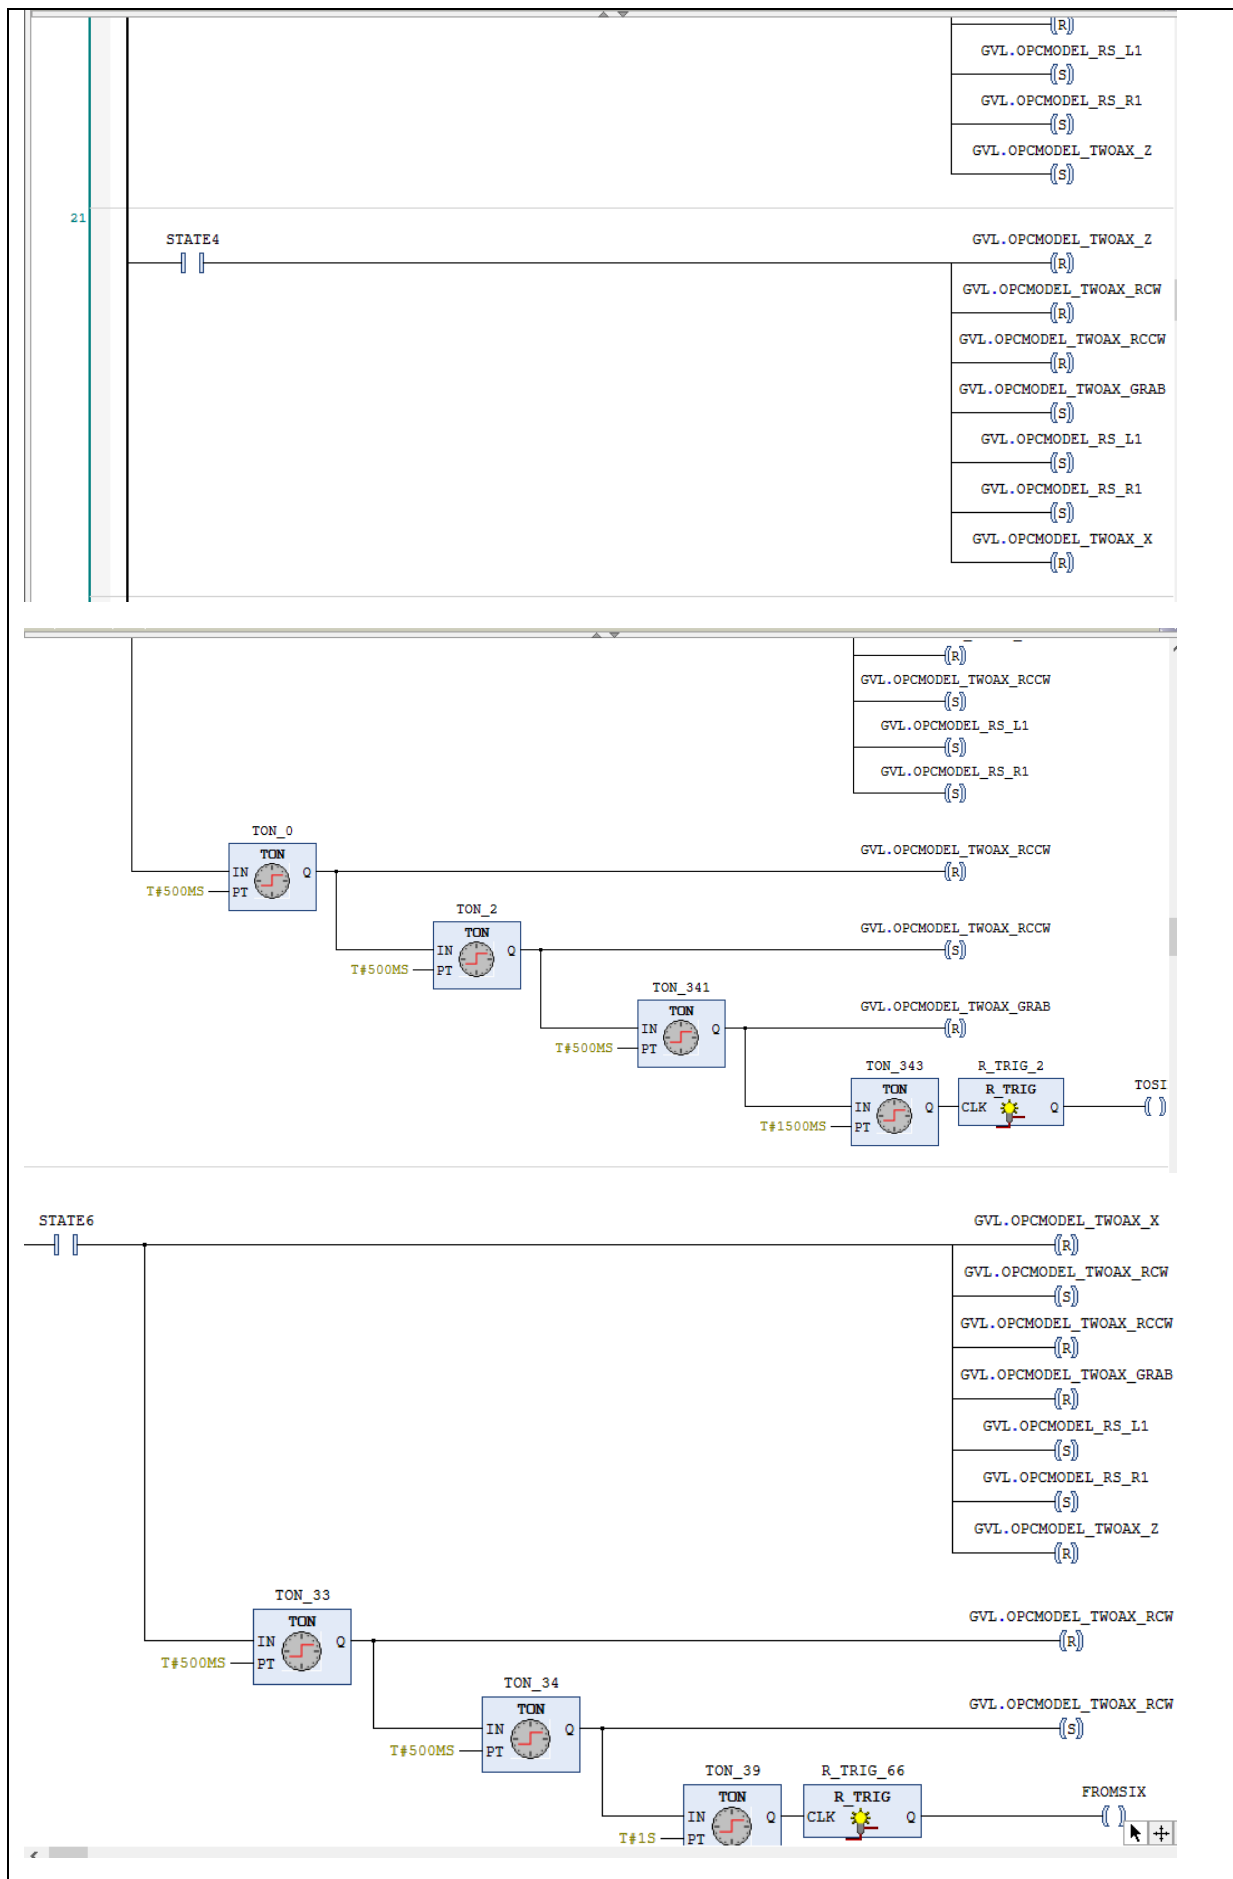 (R)
GVL.OPCMODEL_RS_L1
(S)
GVL.OPCMODEL_RS_R1
(S)
GVL.OPCMODEL_TWOAX_Z
(S)
21
STATE4
GVL.OPCMODEL_TWOAX_Z
(R)
GVL.OPCMODEL_TWOAX_RCW
(R)
GVL.OPCMODEL_TWOAX_RCCW
(R)
GVL.OPCMODEL_TWOAX_GRAB
(S)
GVL.OPCMODEL_RS_L1
(S)
GVL.OPCMODEL_RS_R1
(S)
GVL.OPCMODEL_TWOAX_X
(R)
(R)
GVL.OPCMODEL_TWOAX_RCCW
(S)
GVL.OPCMODEL_RS_L1
(S)
GVL.OPCMODEL_RS_R1
(S)
TON_0
GVL.OPCMODEL_TWOAX_RCCW
TON
IN Q (R)
T#500MS PT
TON_2
GVL.OPCMODEL_TWOAX_RCCW
TON
IN Q (S)
T#500MS PT
TON_341
GVL.OPCMODEL_TWOAX_GRAB
TON
IN Q (R)
T#500MS PT
TON_343 R_TRIG_2
TON R_TRIG TOSI
IN Q CLK Q ( )
T#1500MS PT
STATE6
GVL.OPCMODEL_TWOAX_X
(R)
GVL.OPCMODEL_TWOAX_RCW
(S)
GVL.OPCMODEL_TWOAX_RCCW
(R)
GVL.OPCMODEL_TWOAX_GRAB
(R)
GVL.OPCMODEL_RS_L1
(S)
GVL.OPCMODEL_RS_R1
(S)
GVL.OPCMODEL_TWOAX_Z
(R)
TON_33
GVL.OPCMODEL_TWOAX_RCW
TON
IN Q (R)
T#500MS PT
TON_34
GVL.OPCMODEL_TWOAX_RCW
TON
IN Q (S)
T#500MS PT
TON_39 R_TRIG_66
TON R_TRIG FROMSIX
IN Q CLK Q ( )
T#1S PT